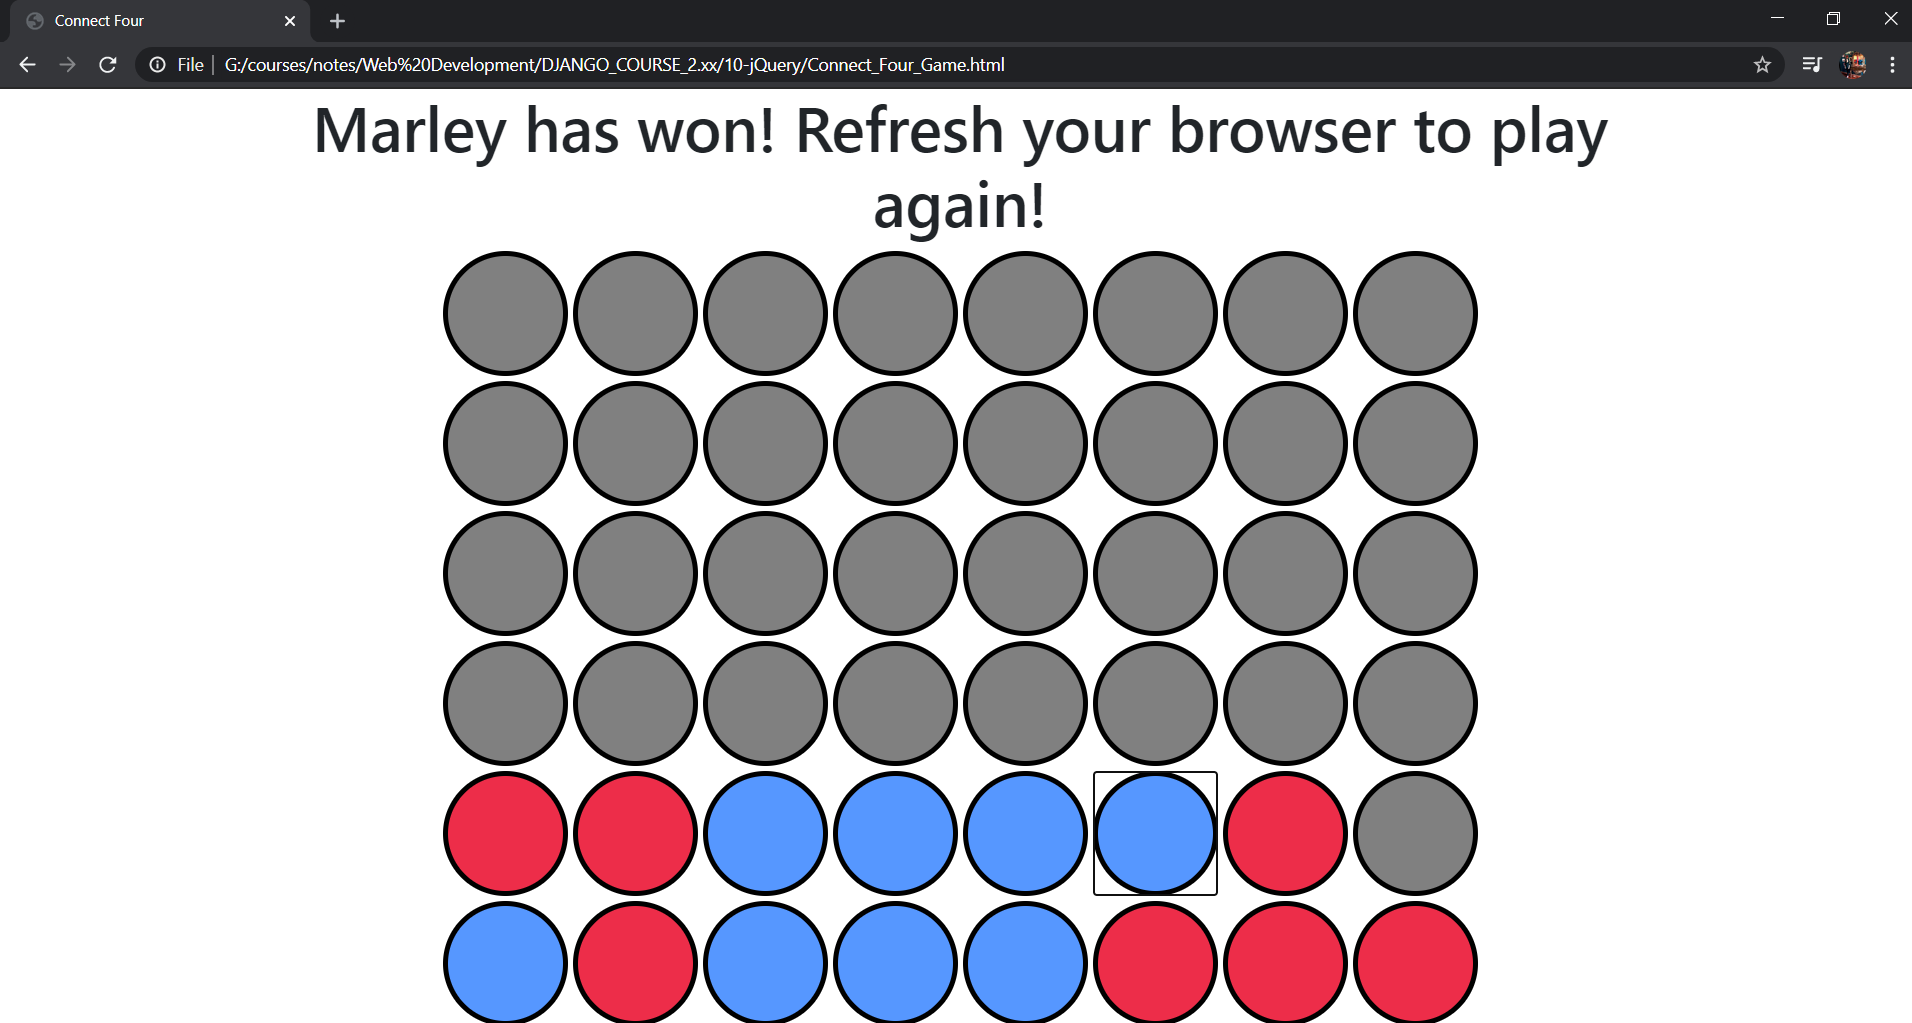 Connect Four
File
G:/courses/notes/Web%20Development/DJANGO_COURSE_2.xx/10-jQuery/Connect_Four_Game.html
Marley has won! Refresh your browser to play
again!